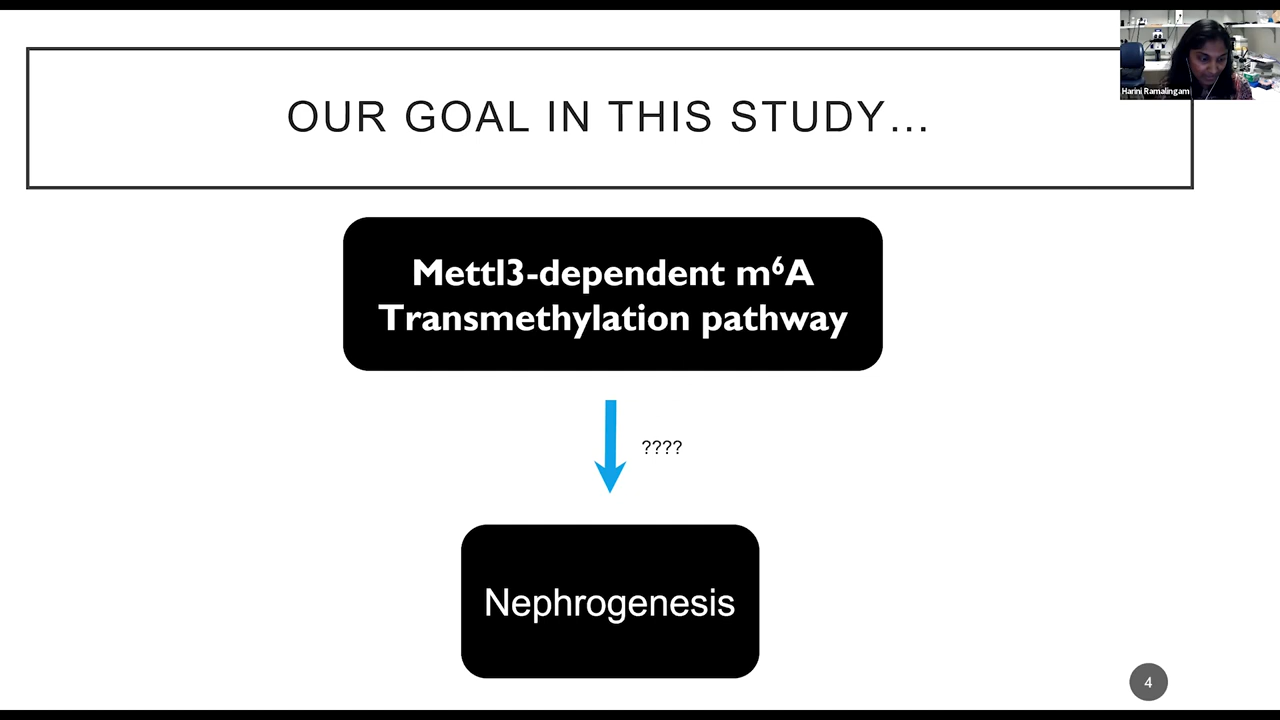 Harini Ramalingam
OUR GOAL IN THIS STUDY...
Mettl3-dependent m⁶A
Transmethylation pathway
????
Nephrogenesis
4